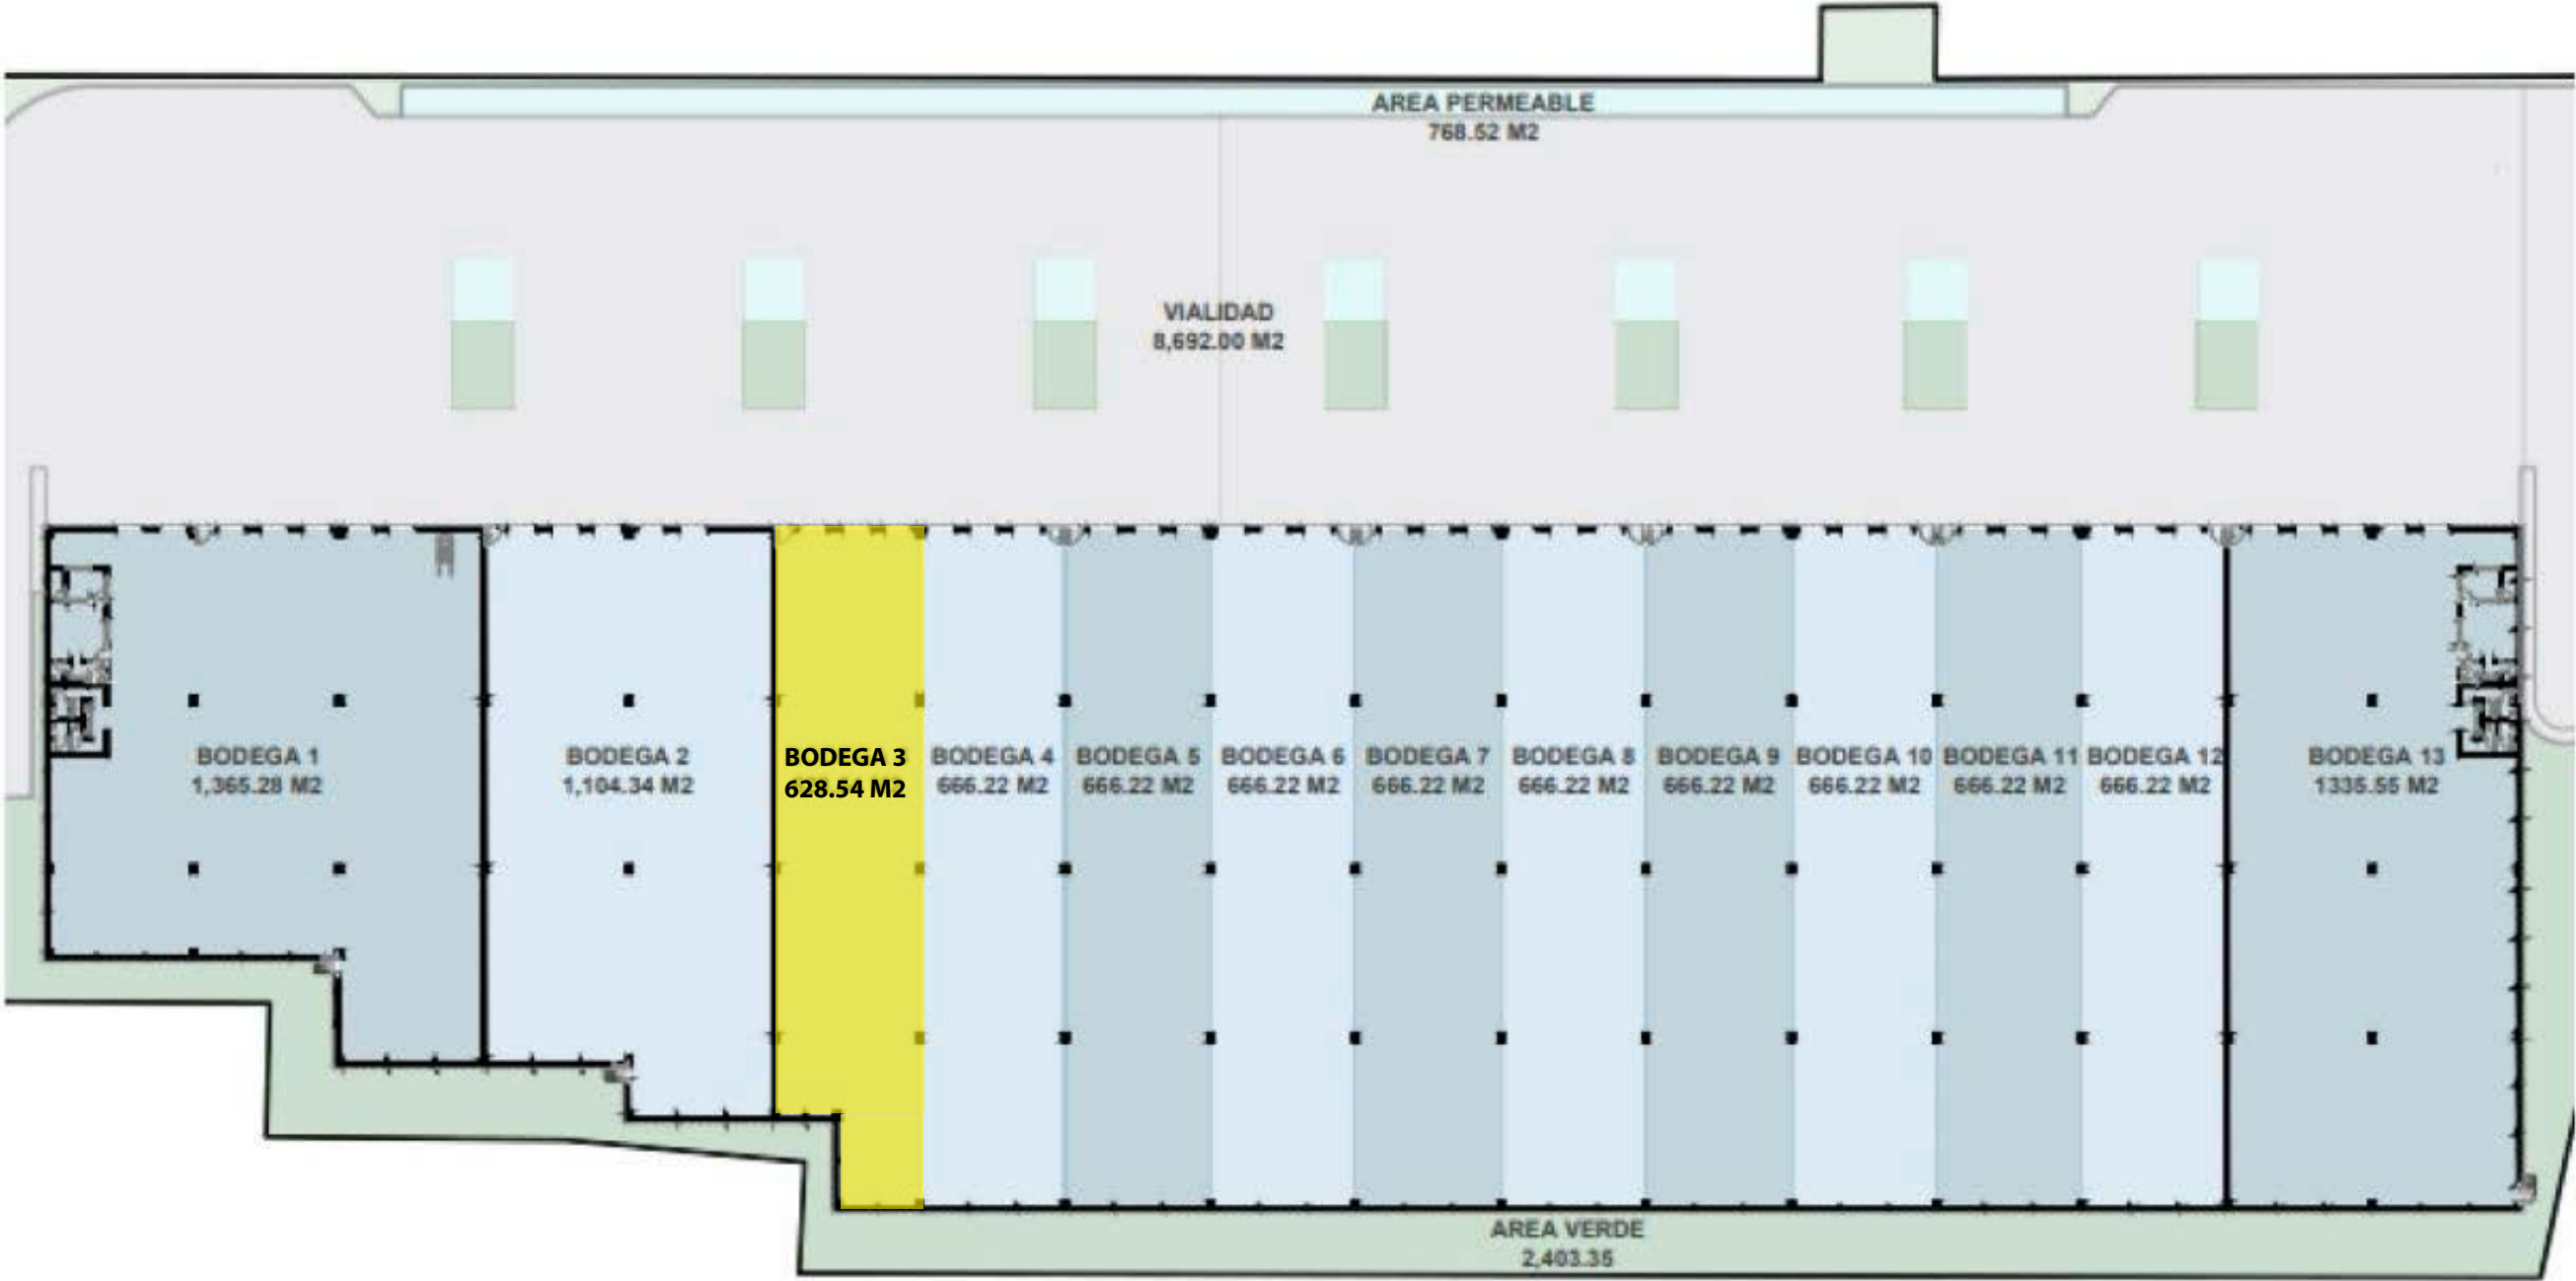 AREA PERMEABLE
768.52 M2
VIALIDAD
8,692.00 M2
BODEGA 1
1,365.28 M2
BODEGA 2
1,104.34 M2
BODEGA 3
628.54 M2
BODEGA 4
666.22 M2
BODEGA 5
666.22 M2
BODEGA 6
666.22 M2
BODEGA 7
666.22 M2
BODEGA 8
666.22 M2
BODEGA 9
666.22 M2
BODEGA 10
666.22 M2
BODEGA 11
666.22 M2
BODEGA 12
666.22 M2
BODEGA 13
1335.55 M2
AREA VERDE
2,403.35